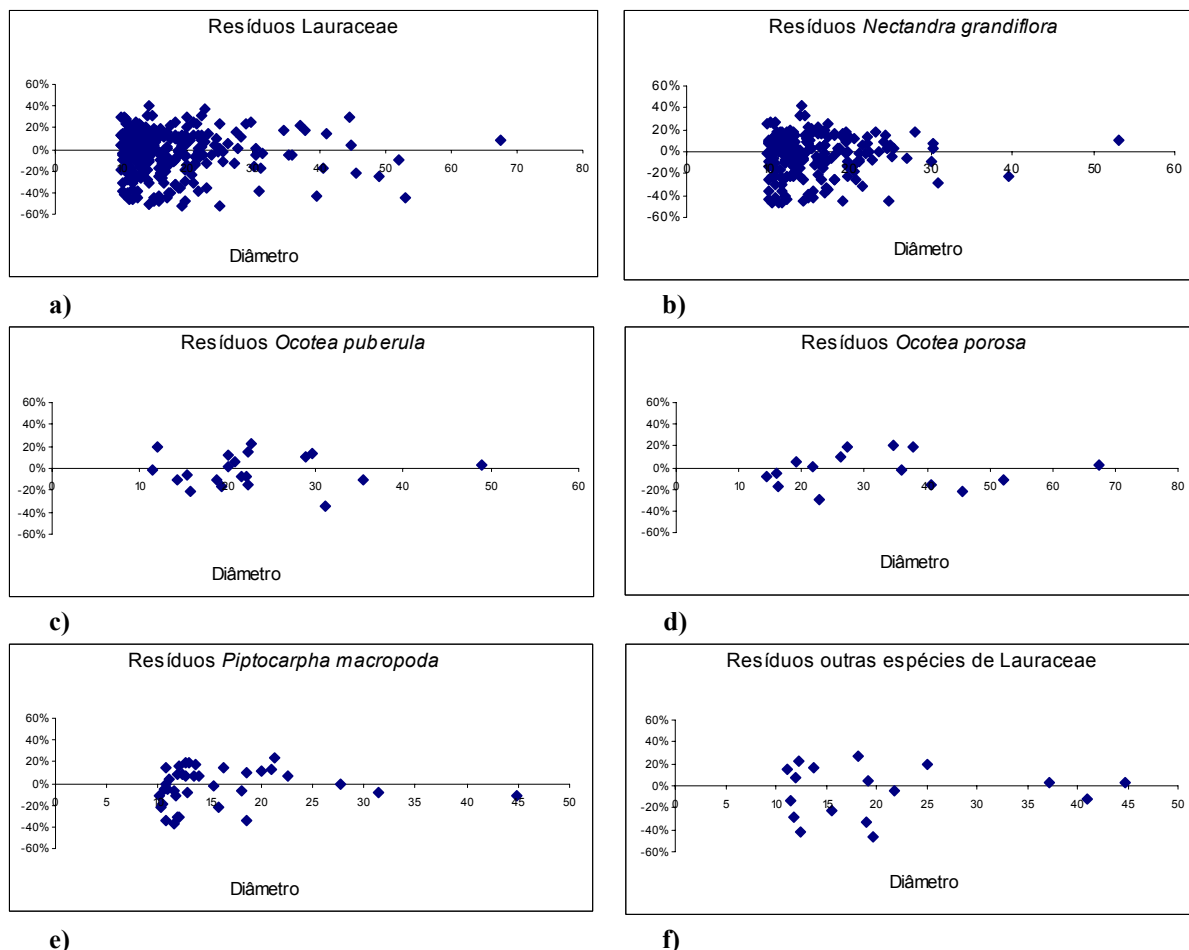 Resíduos Lauraceae
60%
40%
20%
0%
-20%
-40%
-60%
0 10 20 30 40 50 60 70 80
Diâmetro
a)
Resíduos Nectandra grandiflora
60%
40%
20%
0%
-20%
-40%
-60%
0 10 20 30 40 50 60
Diâmetro
b)
Resíduos Ocotea puberula
60%
40%
20%
0%
-20%
-40%
-60%
0 10 20 30 40 50 60
Diâmetro
c)
Resíduos Ocotea porosa
60%
40%
20%
0%
-20%
-40%
-60%
0 10 20 30 40 50 60 70 80
Diâmetro
d)
Resíduos Piptocarpha macropoda
60%
40%
20%
0%
-20%
-40%
-60%
0 5 10 15 20 25 30 35 40 45 50
Diâmetro
e)
Resíduos outras espécies de Lauraceae
60%
40%
20%
0%
-20%
-40%
-60%
0 5 10 15 20 25 30 35 40 45 50
Diâmetro
f)